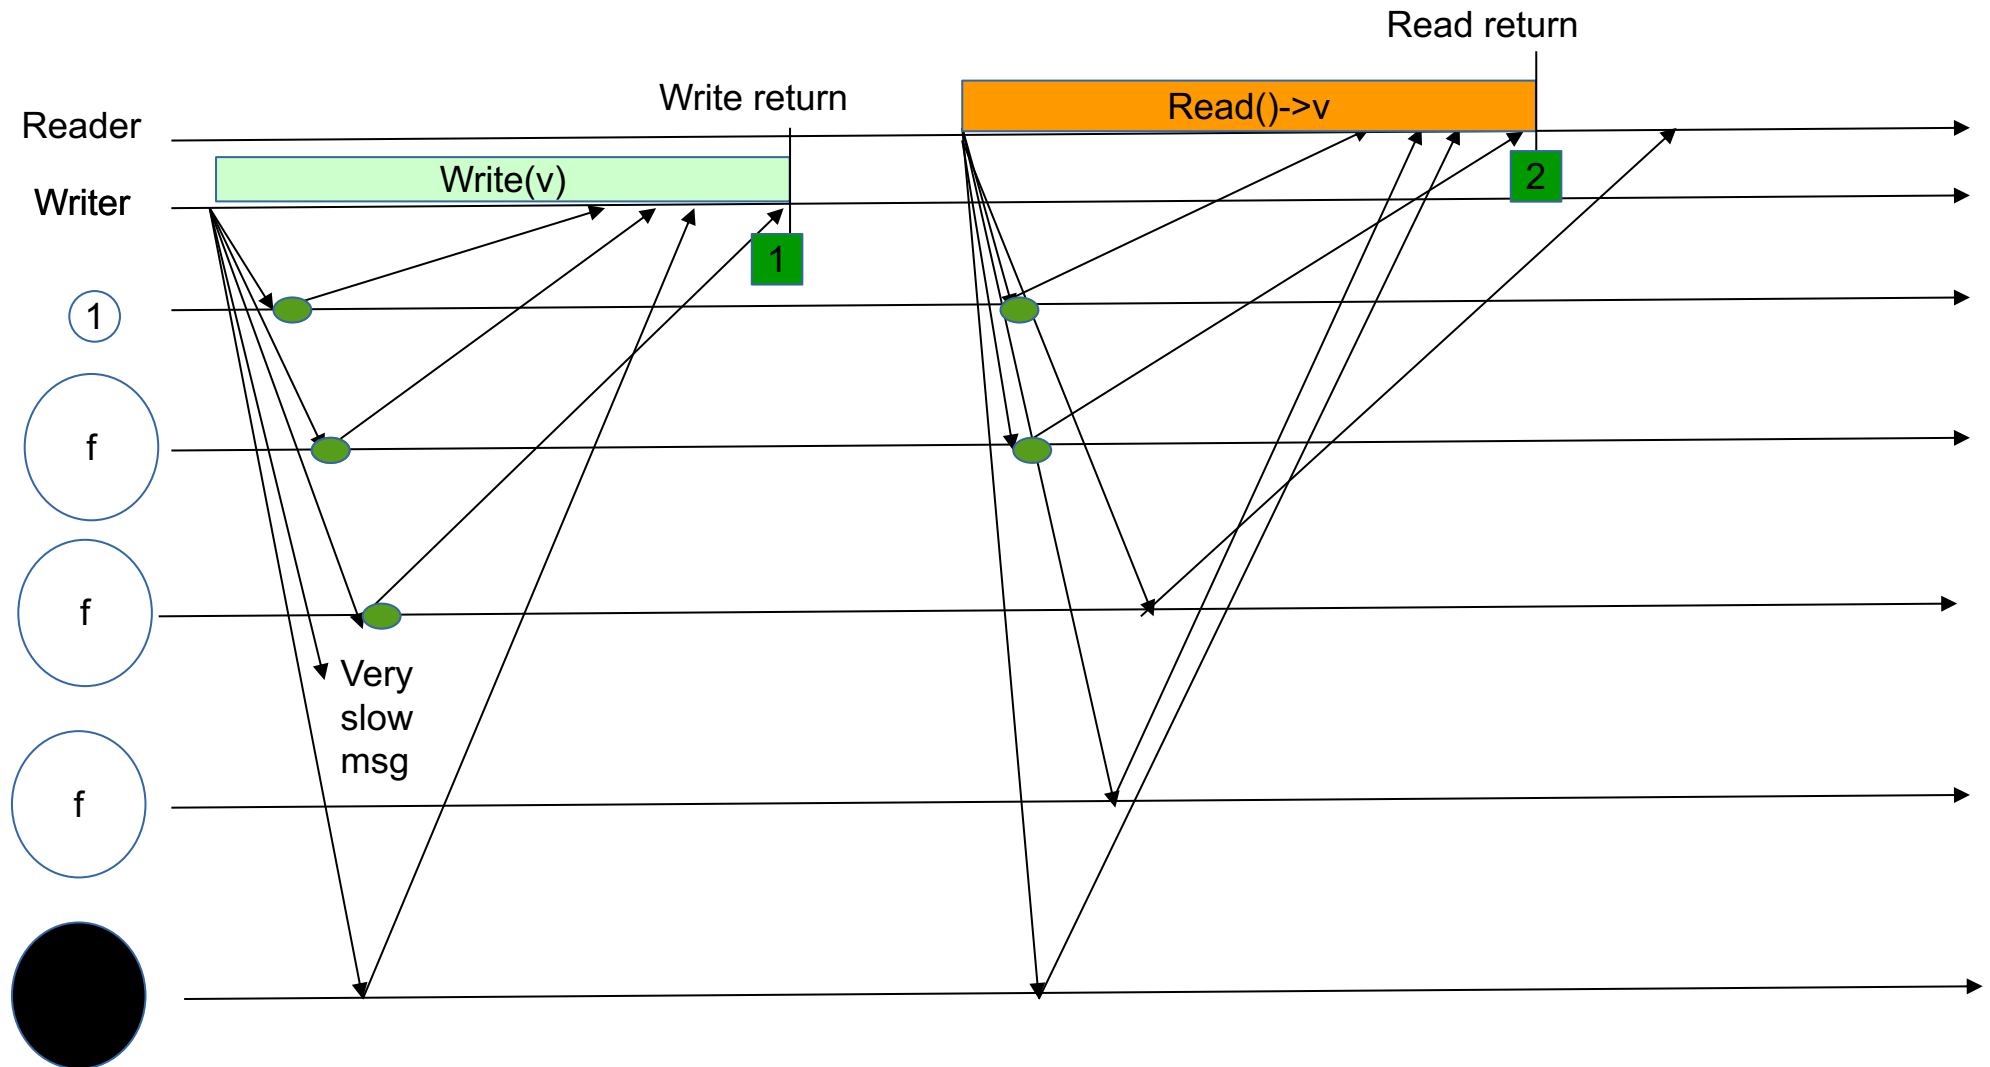 Read return
Write return
Read()->v
Reader
Write(v)
2
Writer
1
1
f
f
Very
slow
msg
f